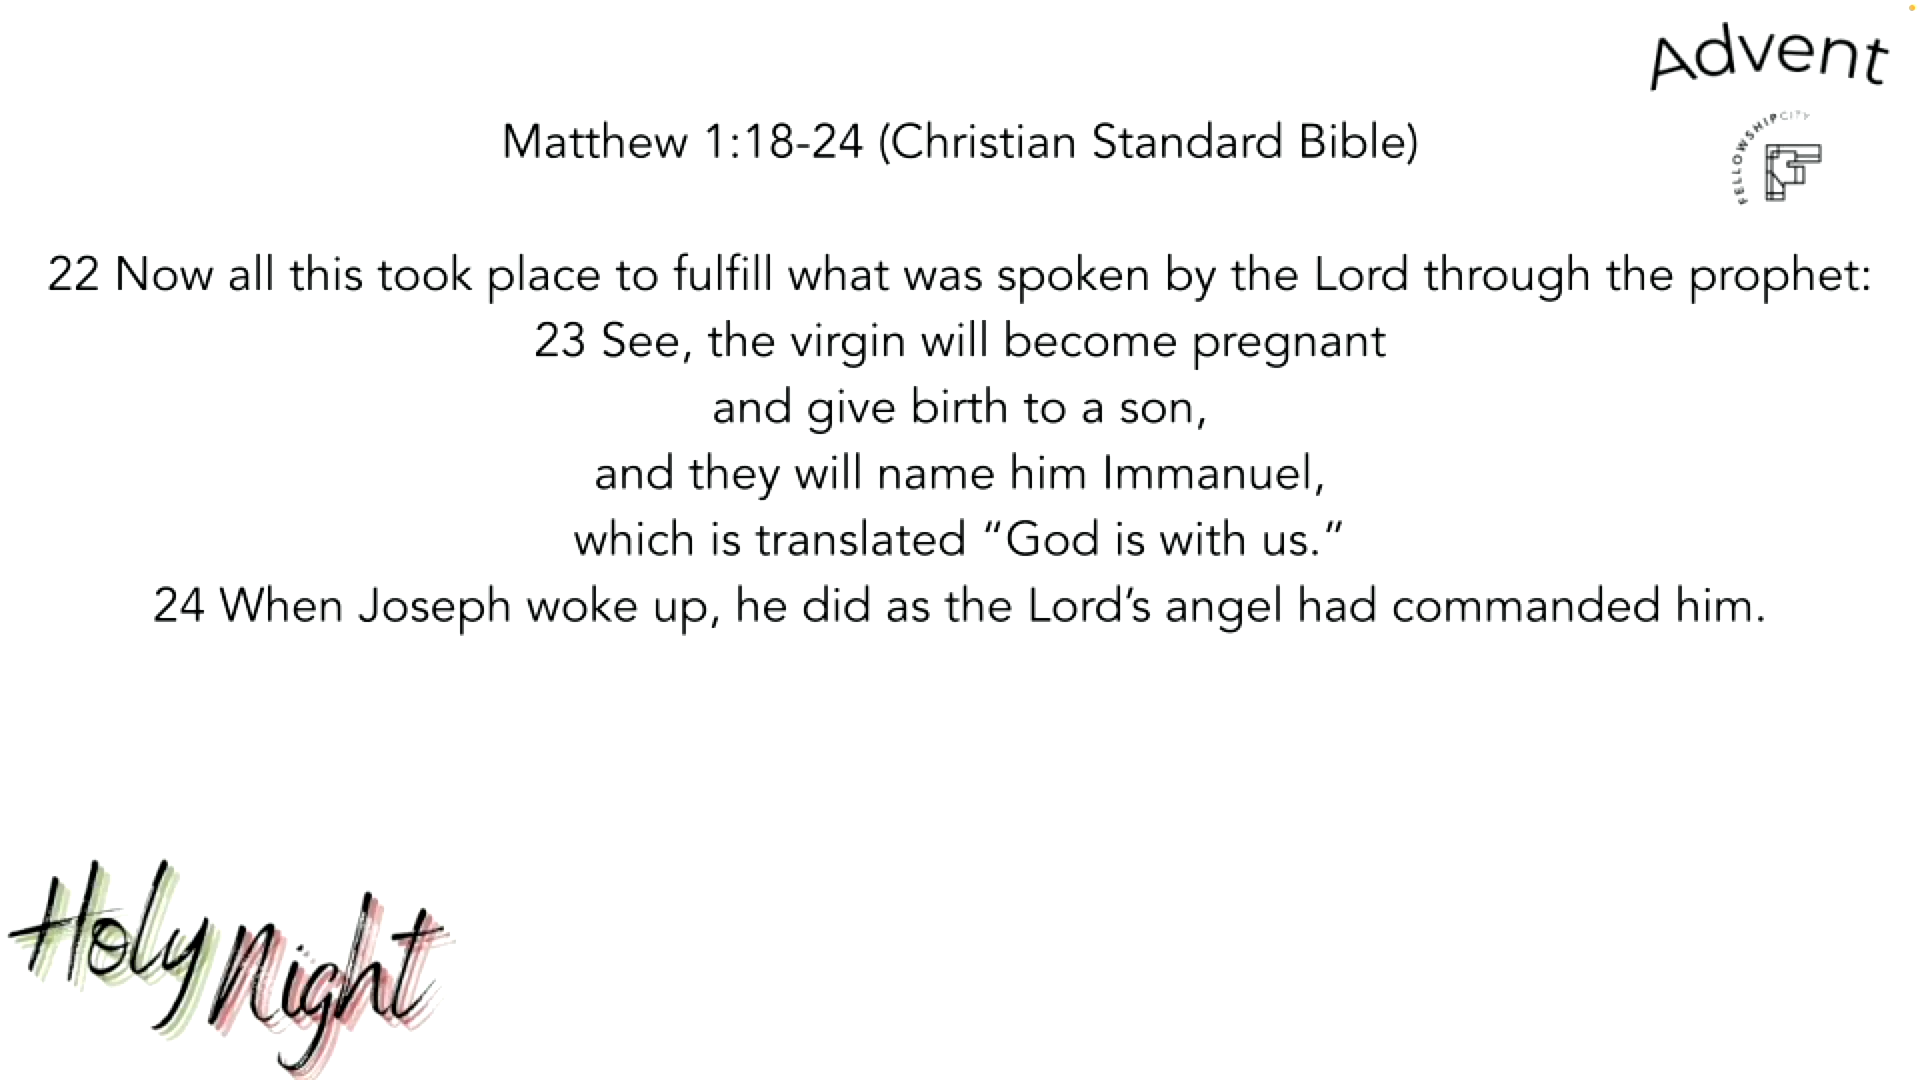 Advent
FELLOWSHIPCITY
Matthew 1:18-24 (Christian Standard Bible)
22 Now all this took place to fulfill what was spoken by the Lord through the prophet:
23 See, the virgin will become pregnant
and give birth to a son,
and they will name him Immanuel,
which is translated “God is with us.”
24 When Joseph woke up, he did as the Lord’s angel had commanded him.
Holy Night